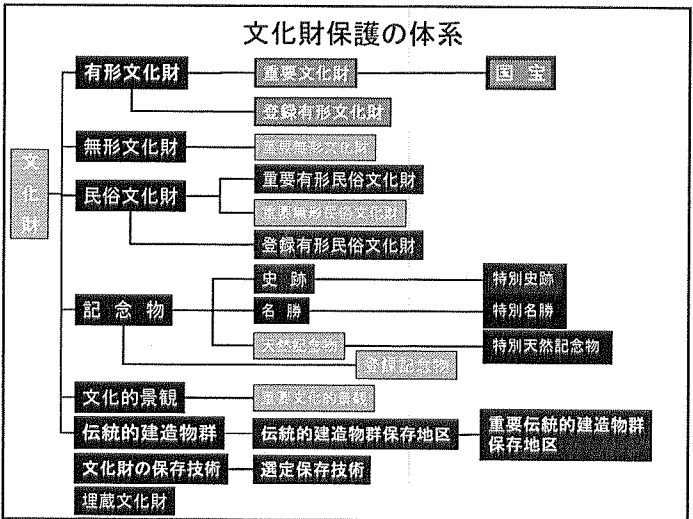 文化財保護の体系
文化財
有形文化財
重要文化財
国宝
登録有形文化財
無形文化財
重要無形文化財
民俗文化財
重要有形民俗文化財
重要無形民俗文化財
登録有形民俗文化財
記念物
史跡
特別史跡
名勝
特別名勝
天然記念物
特別天然記念物
登録記念物
文化的景観
重要文化的景観
伝統的建造物群
伝統的建造物群保存地区
重要伝統的建造物群
保存地区
文化財の保存技術
選定保存技術
埋蔵文化財